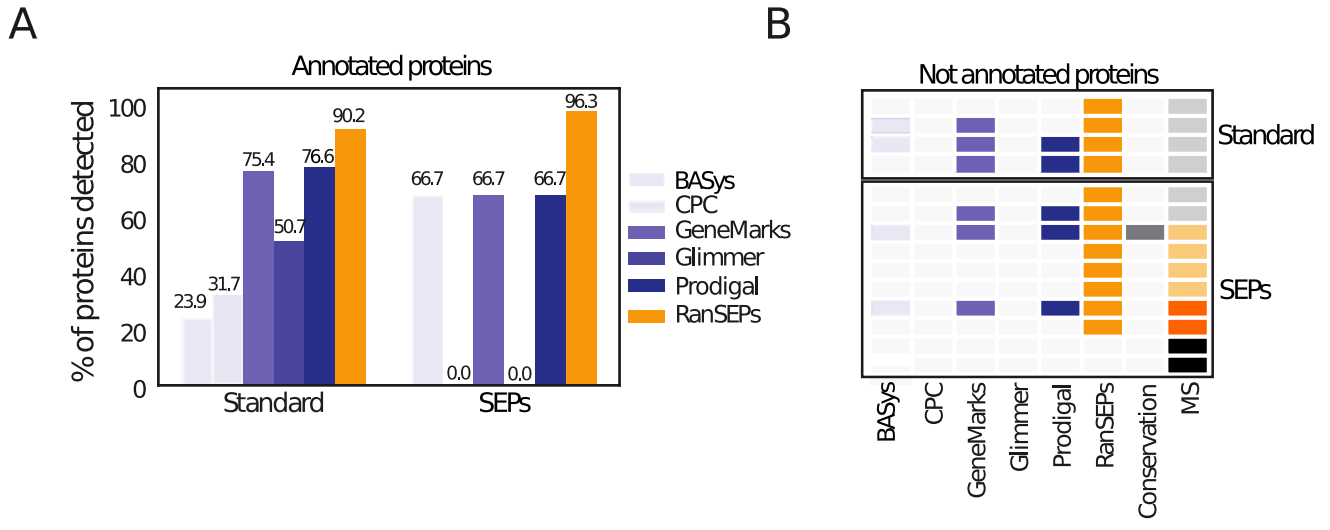 A
Annotated proteins
% of proteins detected
100
80
60
40
20
0
23.9
31.7
75.4
50.7
76.6
90.2
66.7
0.0
66.7
0.0
66.7
96.3
Standard
SEPs
BASys
CPC
GeneMarks
Glimmer
Prodigal
RanSEPs
B
Not annotated proteins
Standard
SEPs
BASys
CPC
GeneMarks
Glimmer
Prodigal
RanSEPs
Conservation
MS